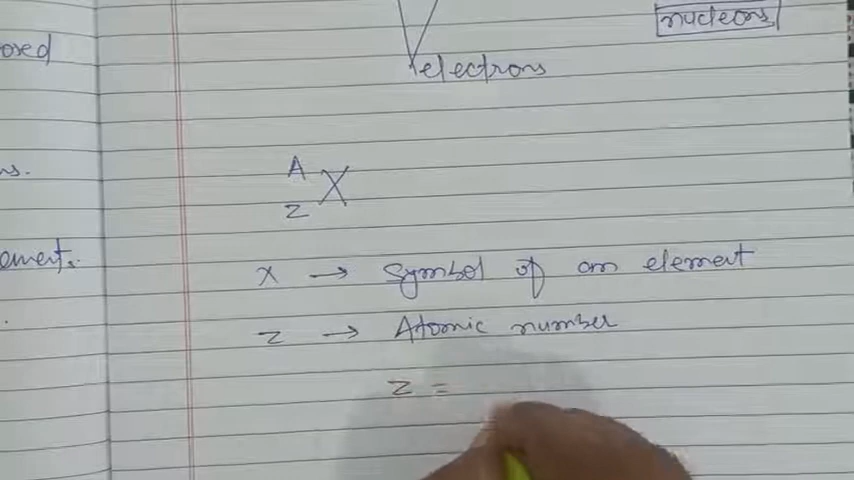 nucleons
electrons
A
X
Z
X → Symbol of an element
Z → Atomic number
Z =